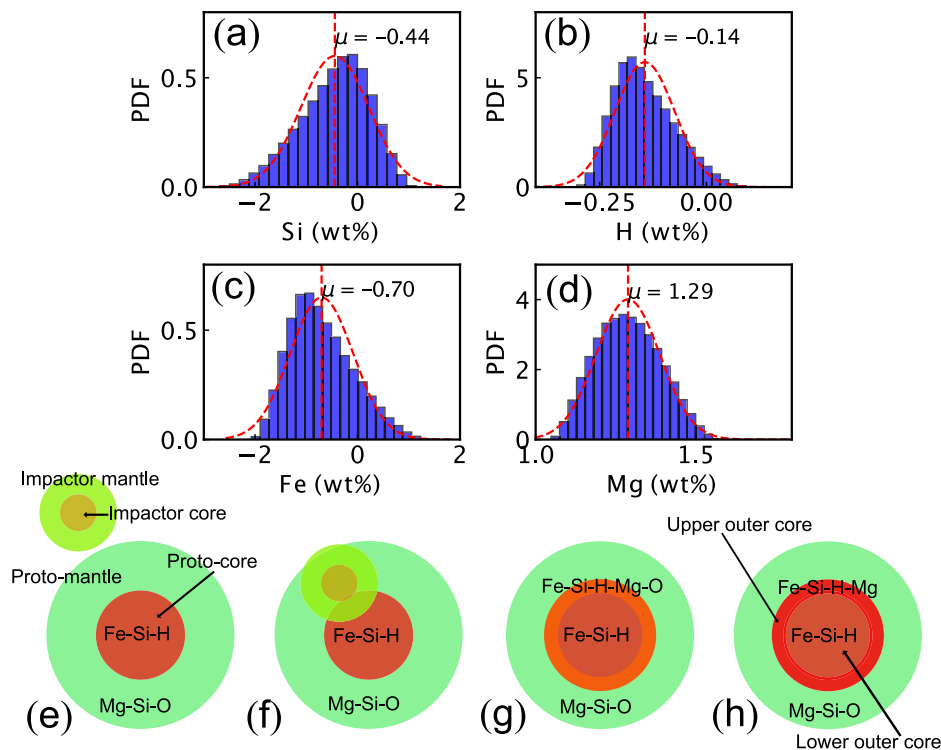 (a)
μ = −0.44
PDF
0.5
0.0
−2
0
2
Si (wt%)
(b)
μ = −0.14
PDF
5
0
−0.25
0.00
H (wt%)
(c)
μ = −0.70
PDF
0.5
0.0
−2
0
2
Fe (wt%)
(d)
μ = 1.29
PDF
4
2
0
1.0
1.5
Mg (wt%)
Impactor mantle
Impactor core
Proto-mantle
Proto-core
Fe-Si-H
Mg-Si-O
(e)
Fe-Si-H
Mg-Si-O
(f)
Fe-Si-H-Mg-O
Fe-Si-H
Mg-Si-O
(g)
Upper outer core
Fe-Si-H-Mg
Fe-Si-H
Mg-Si-O
(h)
Lower outer core